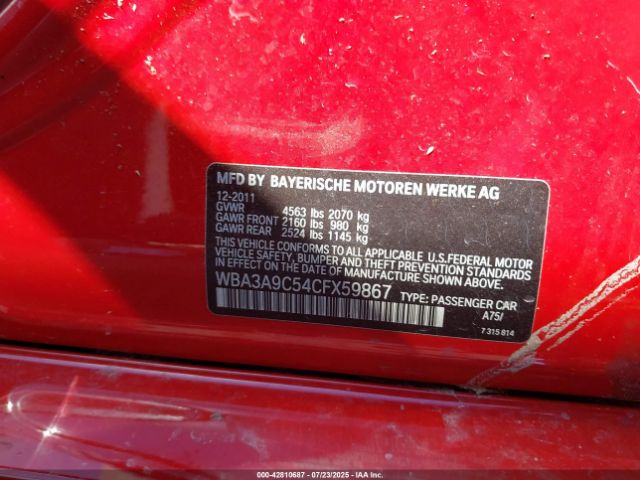 MFD BY BAYERISCHE MOTOREN WERKE AG
12-2011
GVWR 4563 lbs 2070 kg
GAWR FRONT 2160 lbs 980 kg
GAWR REAR 2524 lbs 1145 kg
THIS VEHICLE CONFORMS TO ALL APPLICABLE U.S.FEDERAL MOTOR
VEHICLE SAFETY, BUMPER AND THEFT PREVENTION STANDARDS
IN EFFECT ON THE DATE OF MANUFACTURE SHOWN ABOVE.
WBA3A9C54CFX59867 TYPE: PASSENGER CAR
A75/
7 315 814
000-42810687 | 07/23/2025 | IAAI.COM